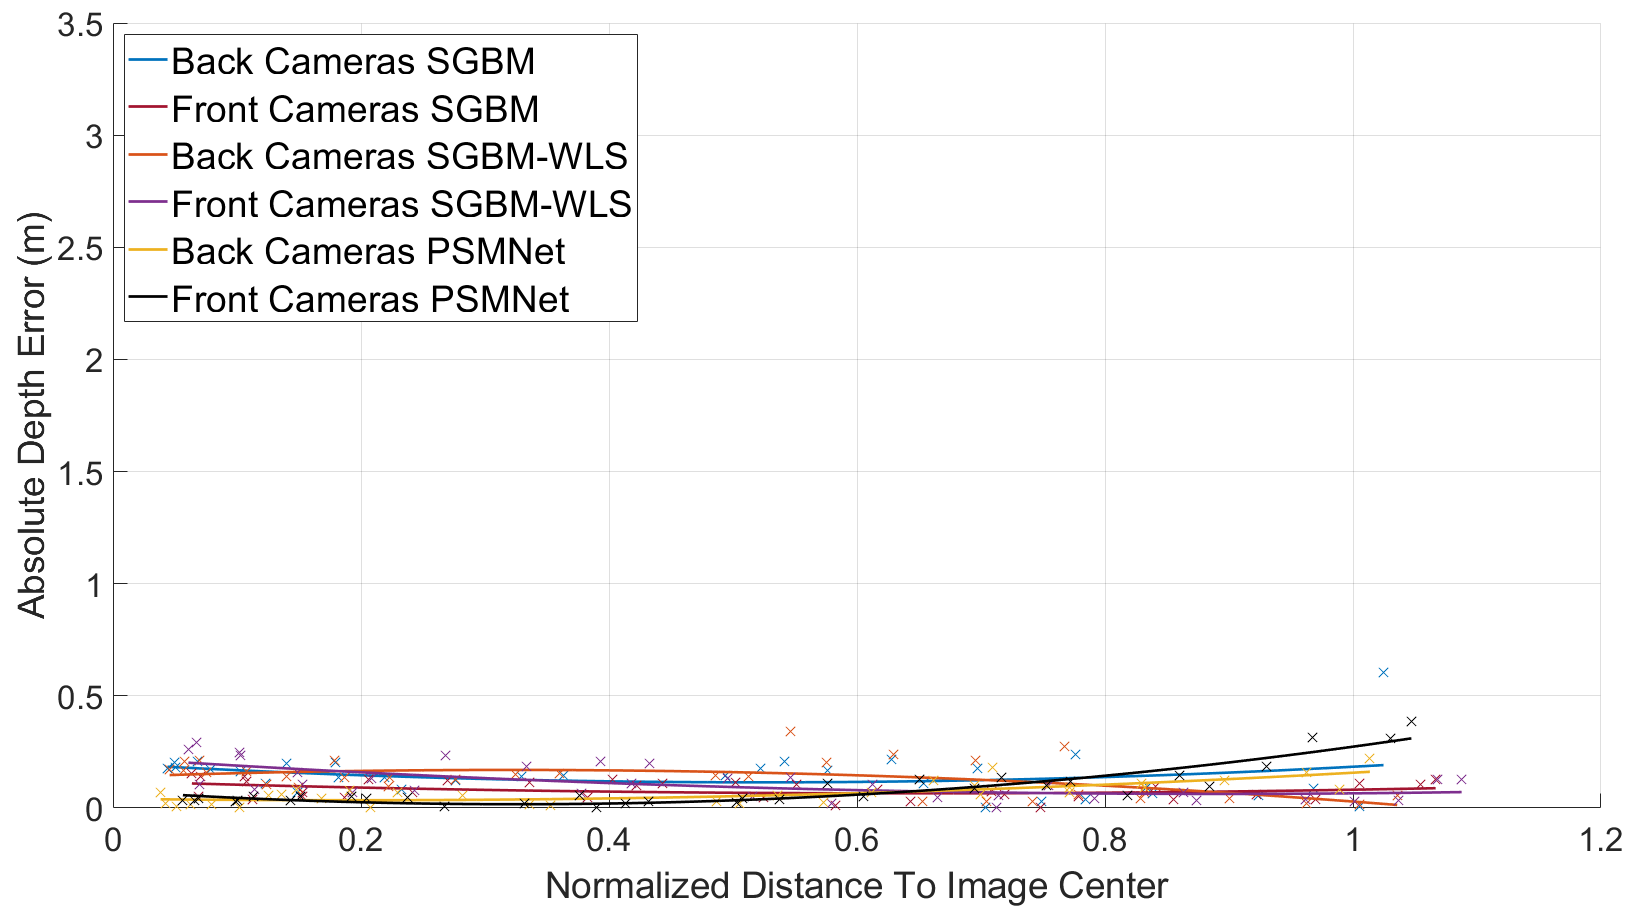 3.5
3
2.5
2
1.5
1
0.5
0
Absolute Depth Error (m)
Back Cameras SGBM
Front Cameras SGBM
Back Cameras SGBM-WLS
Front Cameras SGBM-WLS
Back Cameras PSMNet
Front Cameras PSMNet
0 0.2 0.4 0.6 0.8 1 1.2
Normalized Distance To Image Center